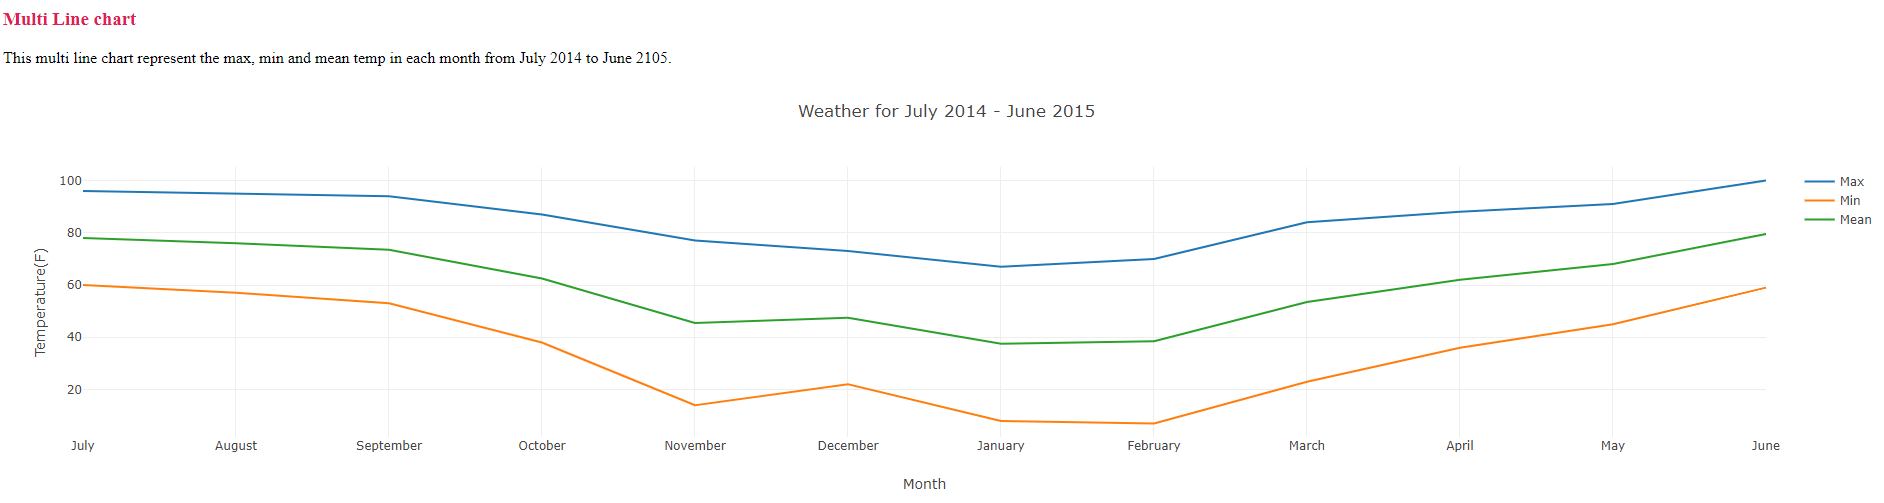 Multi Line chart
This multi line chart represent the max, min and mean temp in each month from July 2014 to June 2105.
Weather for July 2014 - June 2015
100
80
60
40
20
Temperature(F)
July August September October November December January February March April May June
Month
Max
Min
Mean